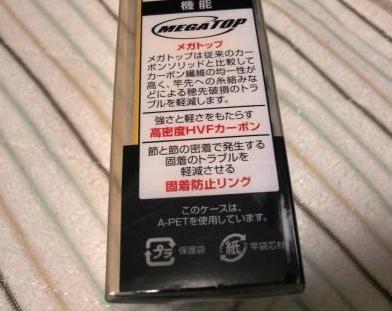 機能
MEGATOP
メガトップ
メガトップは従来のカー
ボンソリッドと比較して
カーボン繊維の均一性が
高く、竿先への糸絡みな
どによる穂先破損のトラ
ブルを軽減します。
強さと軽さをもたらす
高密度HVFカーボン
節と節の密着で発生する
固着のトラブルを
軽減させる
固着防止リング
このケースは、
A-PETを使用しています。
プラ 保護袋 紙 竿袋芯材